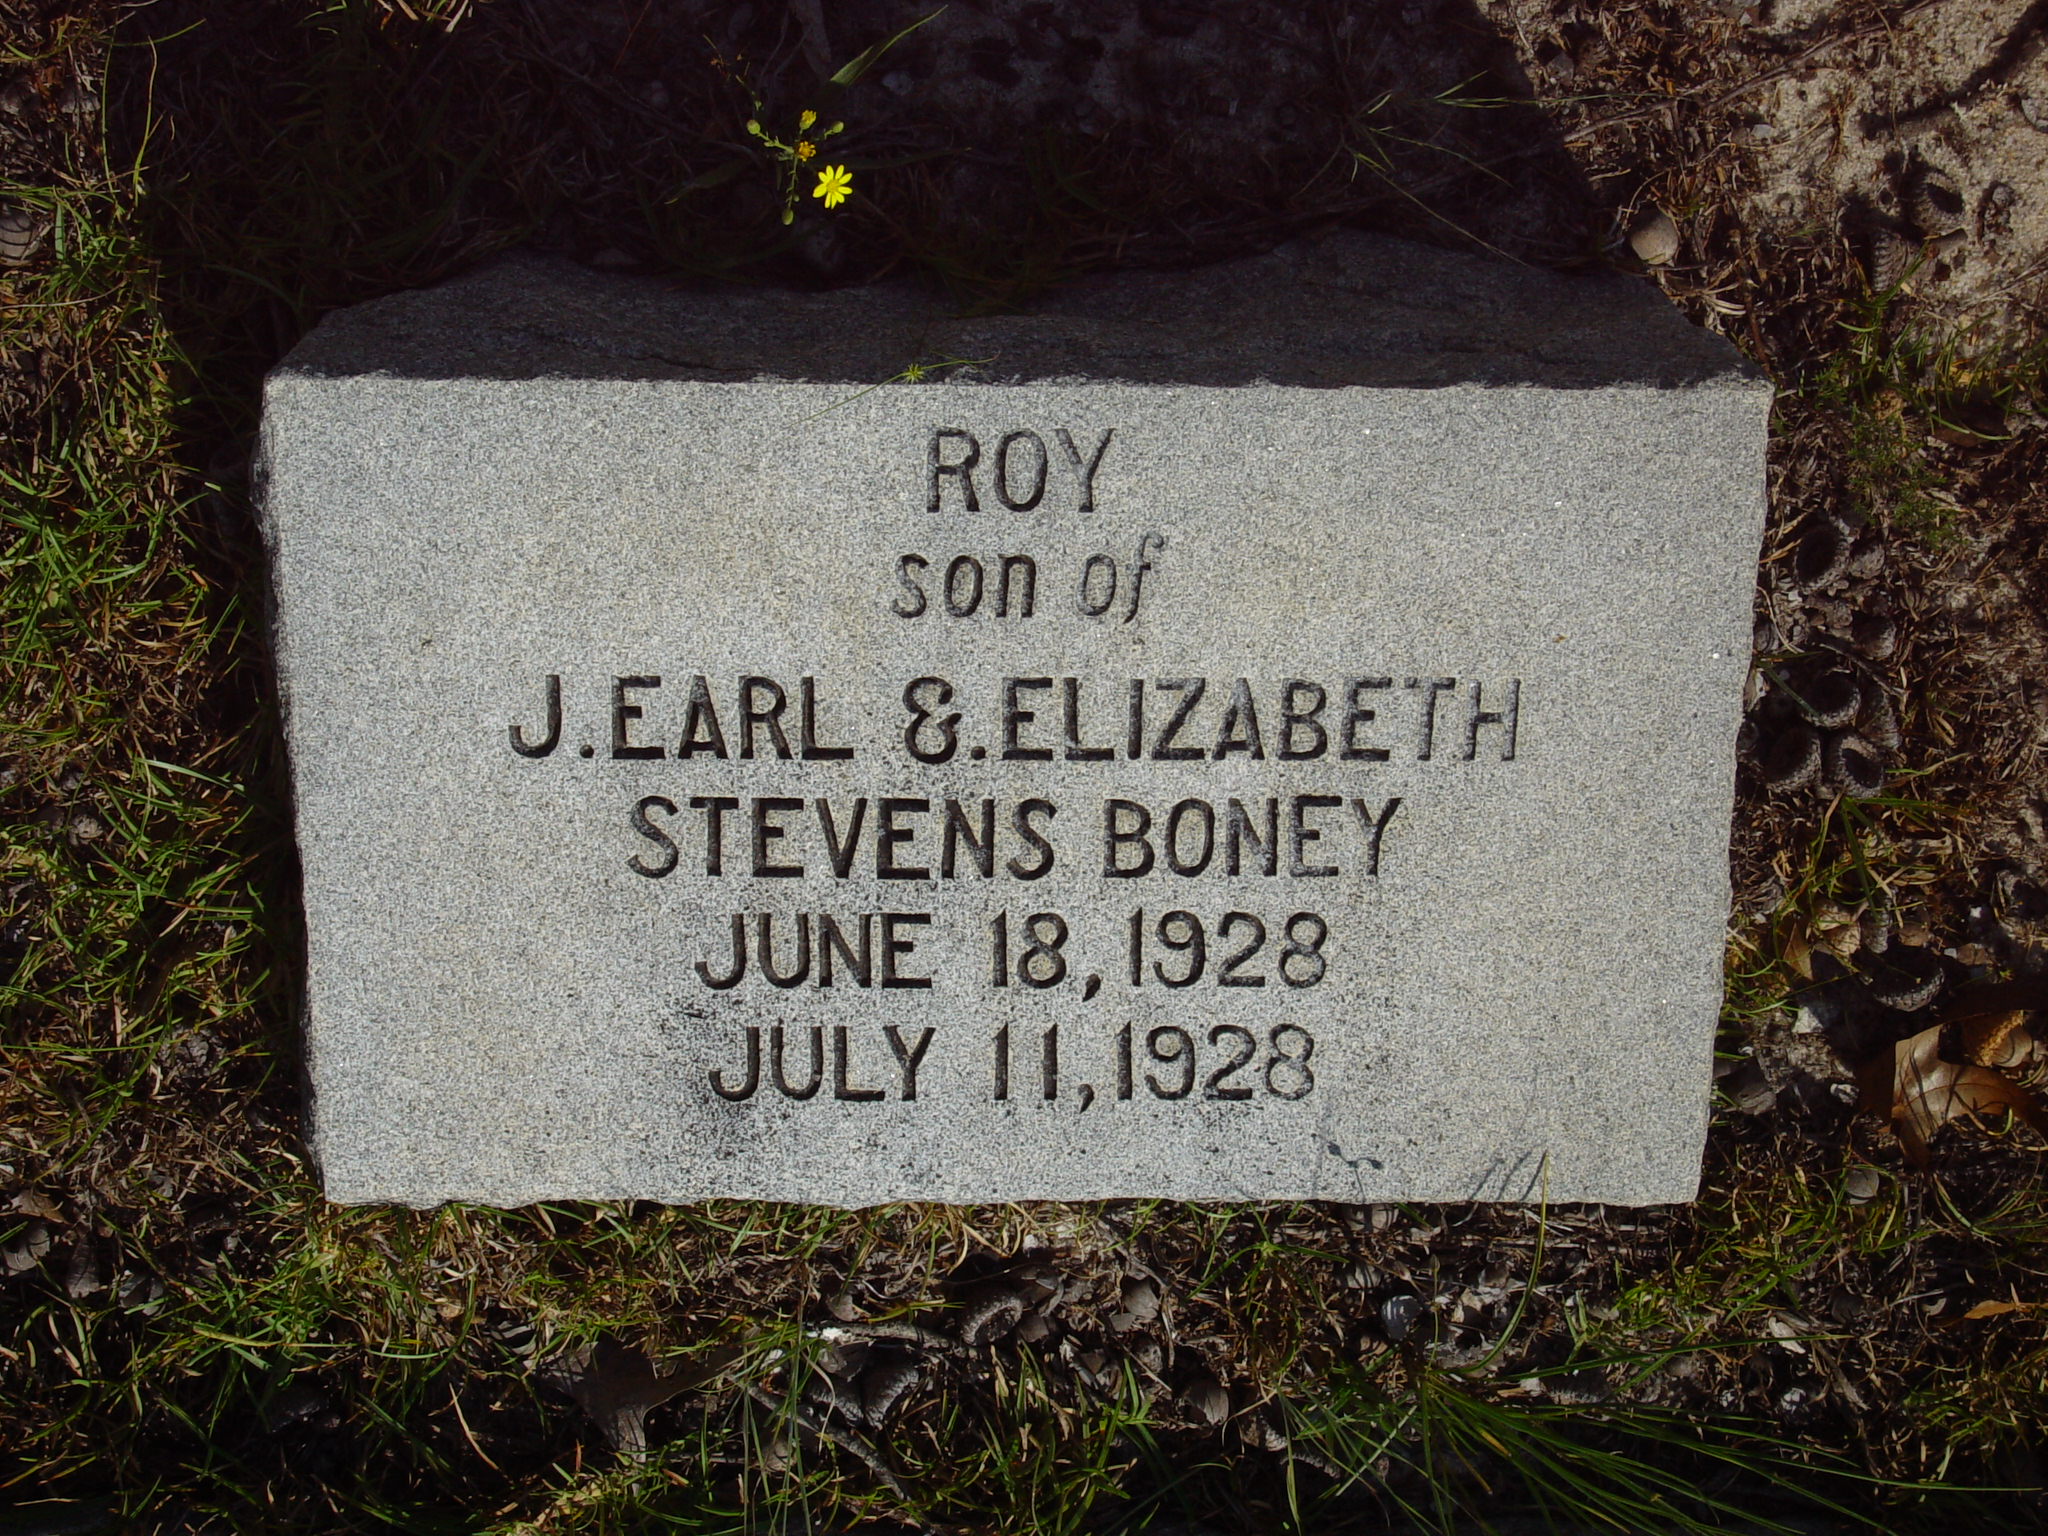 ROY
son of
J. EARL &. ELIZABETH
STEVENS BONEY
JUNE 18, 1928
JULY 11, 1928